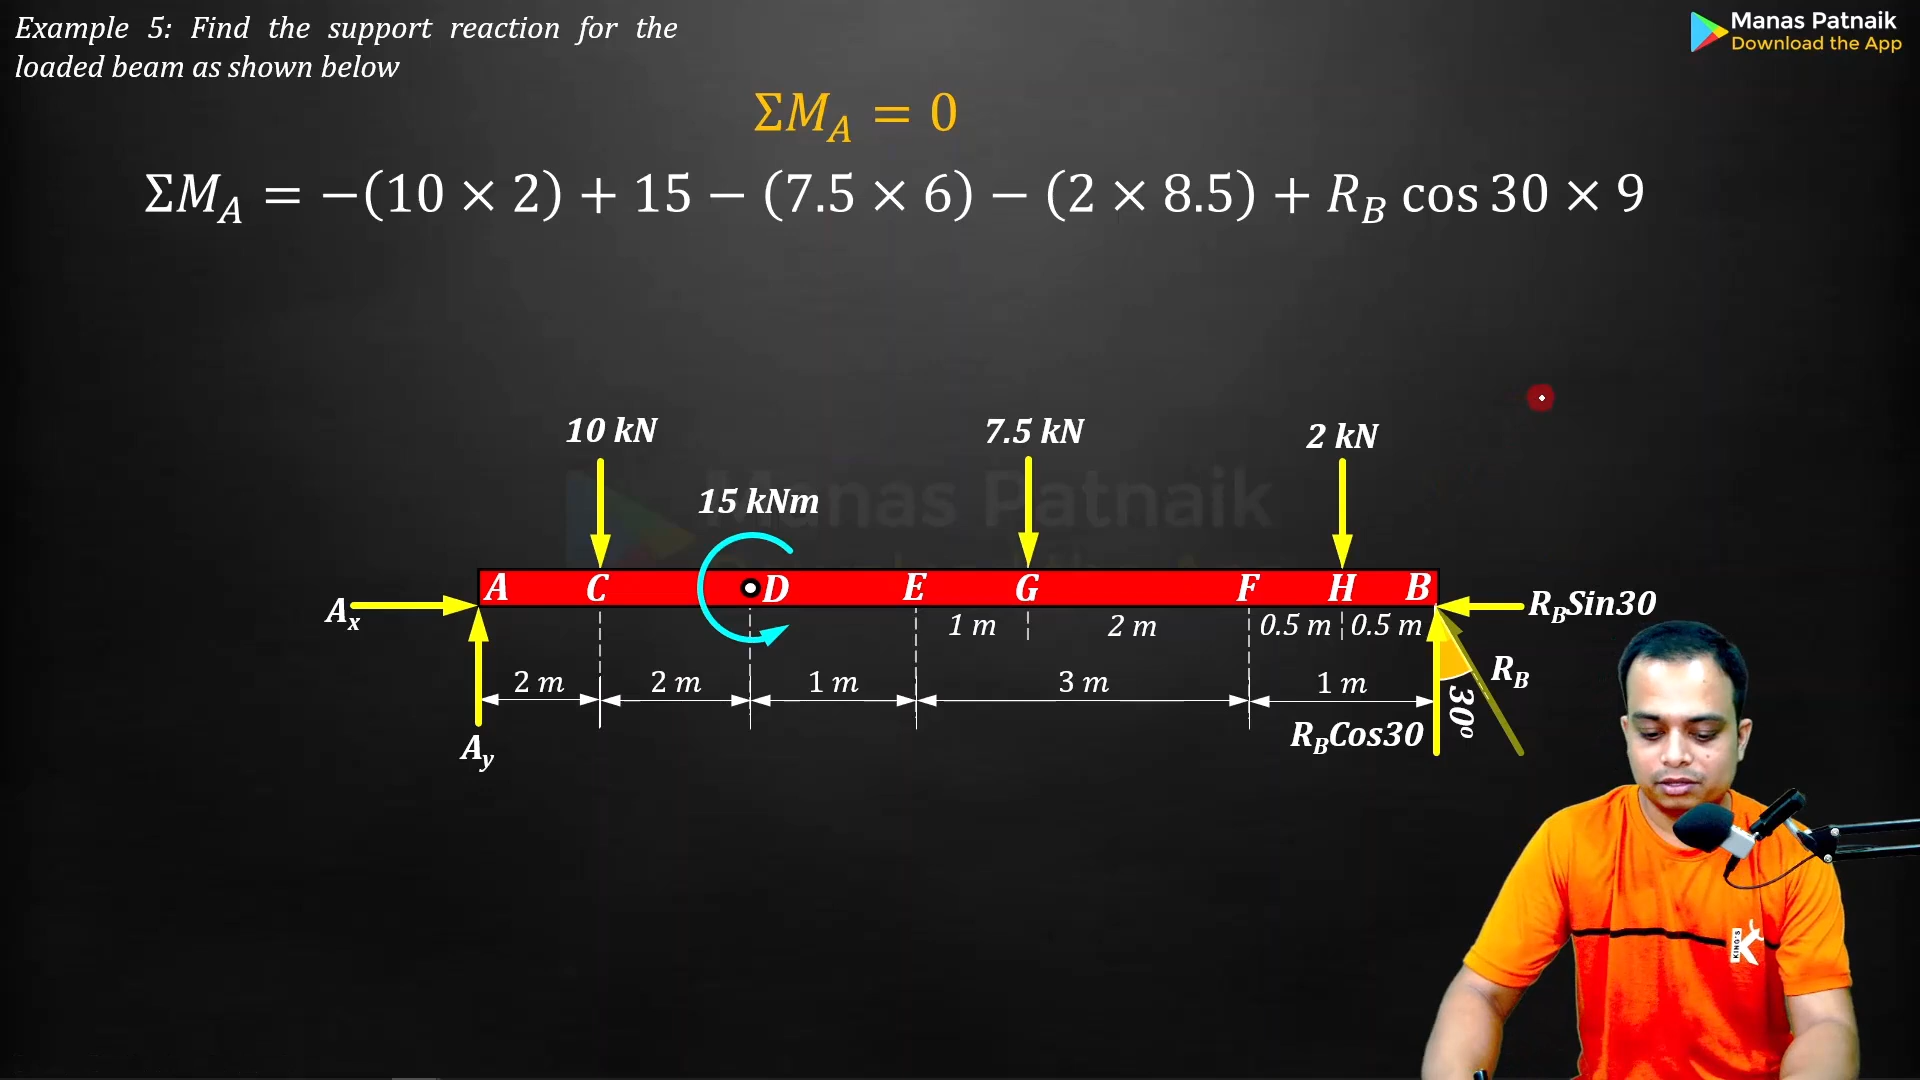 Example 5: Find the support reaction for the
loaded beam as shown below
Manas Patnaik
Download the App
ΣM_A = 0
ΣM_A = −(10 × 2) + 15 − (7.5 × 6) − (2 × 8.5) + R_B cos 30 × 9
10 kN
7.5 kN
2 kN
15 kNm
Manas Patnaik
A C D E G F H B
A_x
R_BSin30
1 m 2 m 0.5 m 0.5 m
2 m 2 m 1 m 3 m 1 m
R_B
30°
R_BCos30
A_y
KING'S
K